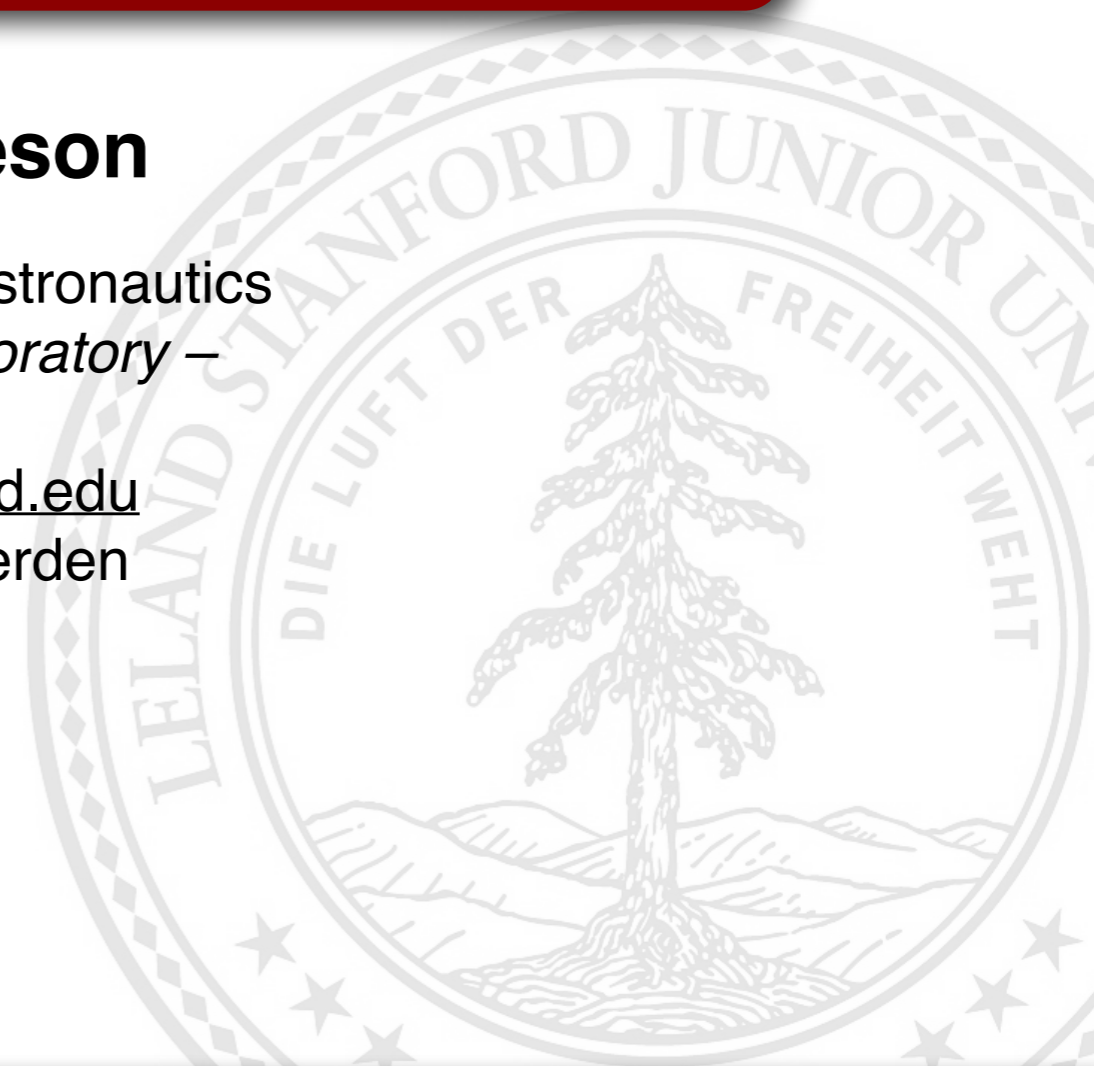 eson
stronautics
oratory –
d.edu
erden
LELAND STANFORD JUNIOR UNI
DIE LUFT DER FREIHEIT WEHT